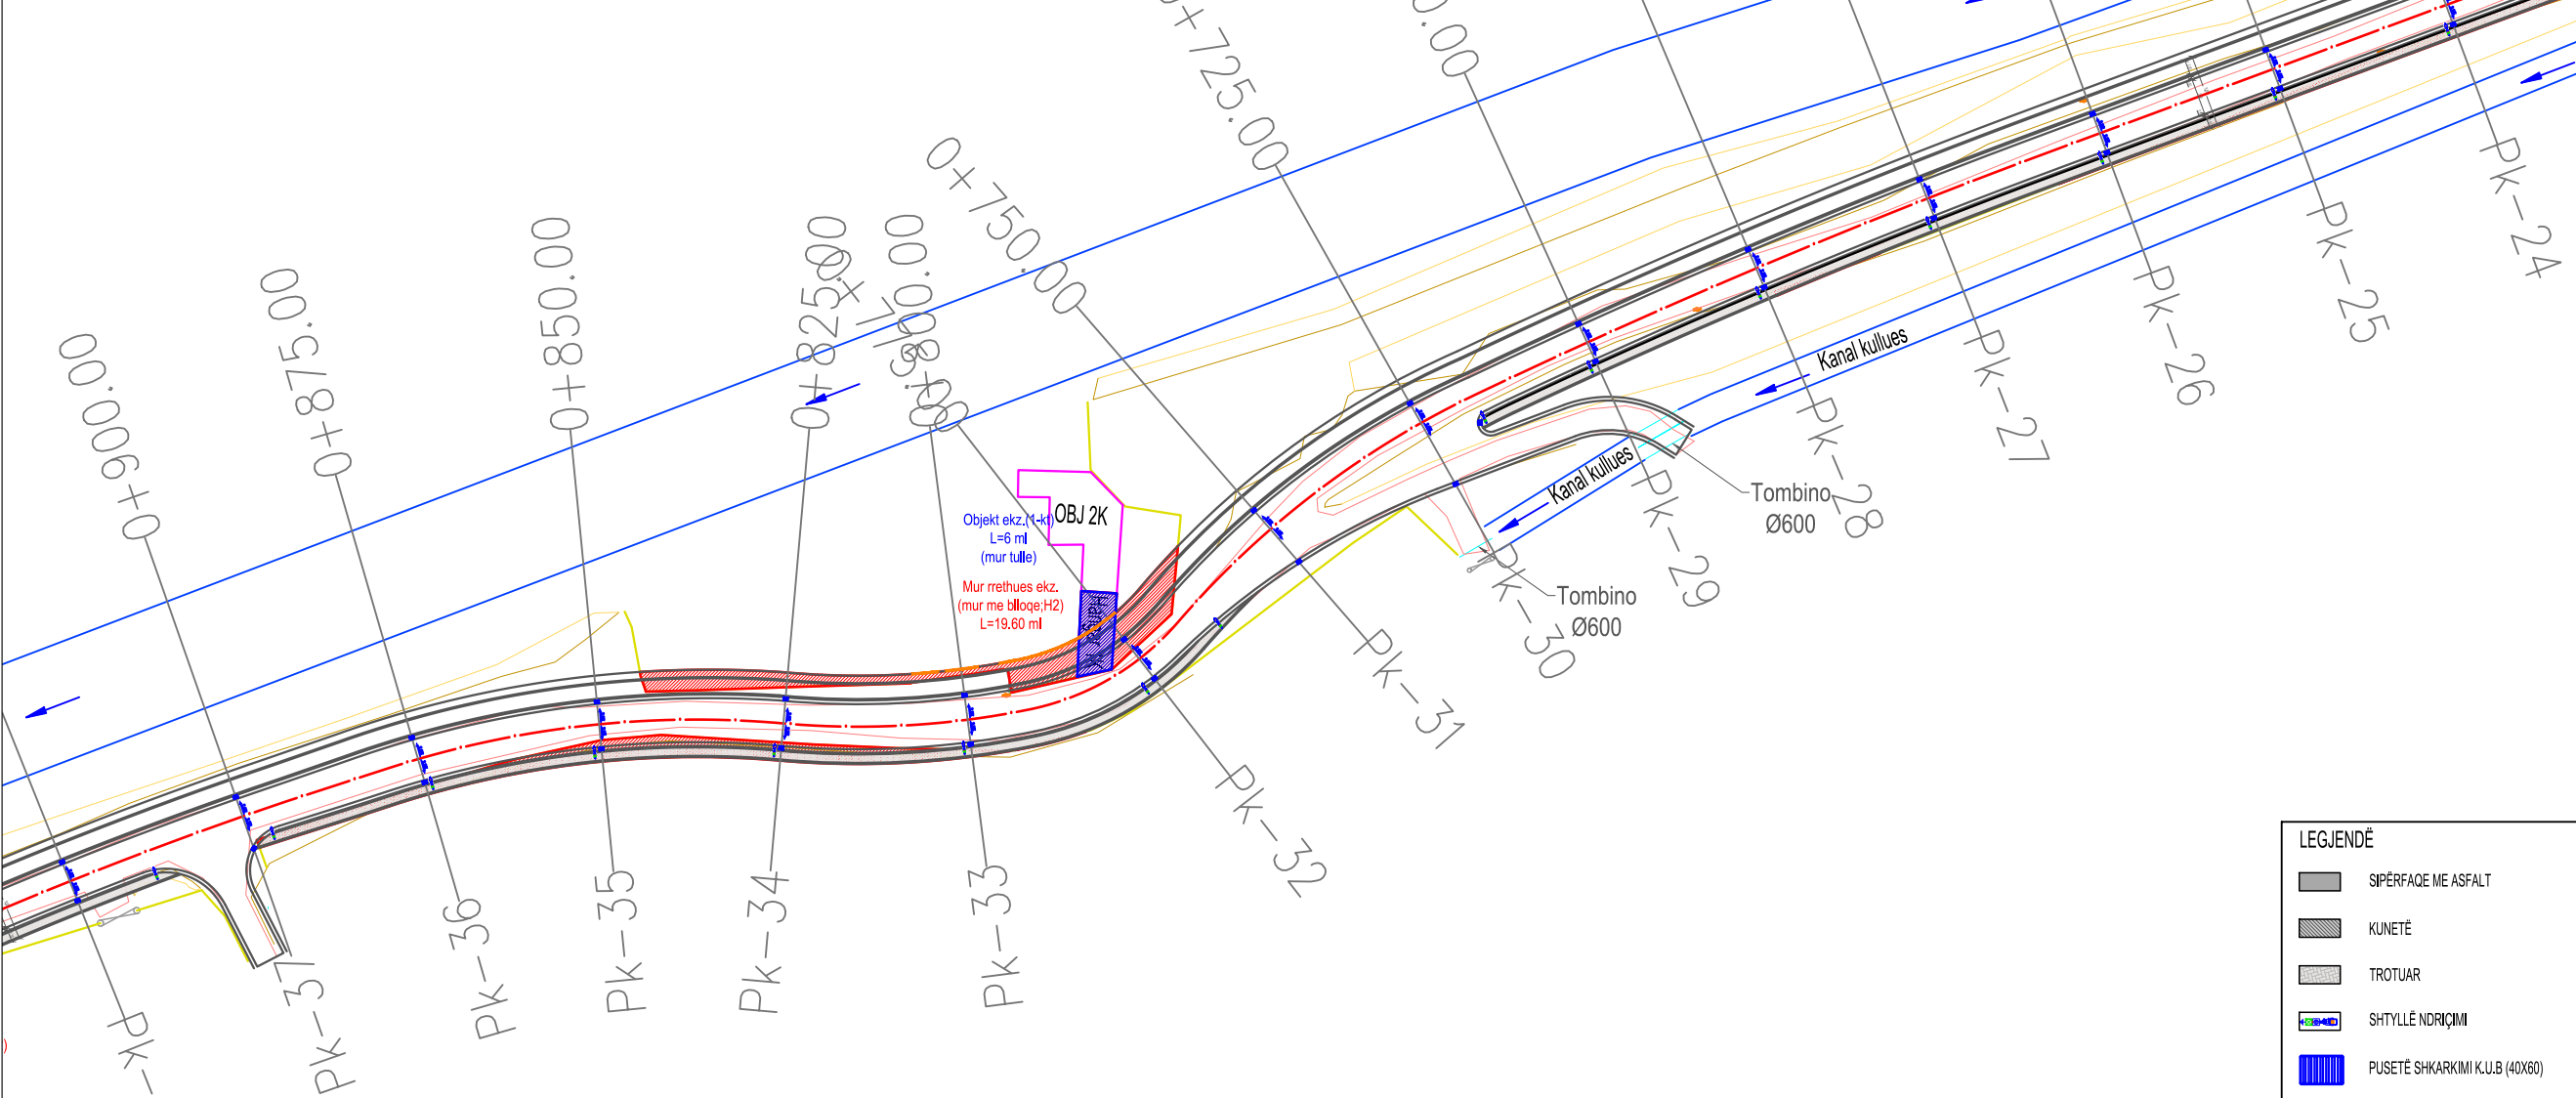 0+900.00
0+875.00
0+850.00
0+825.00
0+800.00
0+750.00
0+725.00
0.00
Kanal kullues
Kanal kullues
Tombino
Ø600
Tombino
Ø600
OBJ 2K
Objekt ekz.(1-kt)
L=6 ml
(mur tulle)
Mur rrethues ekz.
(mur me blloqe;H2)
L=19.60 ml
Pk-24
Pk-25
Pk-26
Pk-27
Pk-28
Pk-29
Pk-30
Pk-31
Pk-32
Pk-33
Pk-34
Pk-35
Pk-36
Pk-37
Pk-
LEGJENDË
SIPËRFAQE ME ASFALT
KUNETË
TROTUAR
SHTYLLË NDRIÇIMI
PUSETË SHKARKIMI K.U.B (40X60)